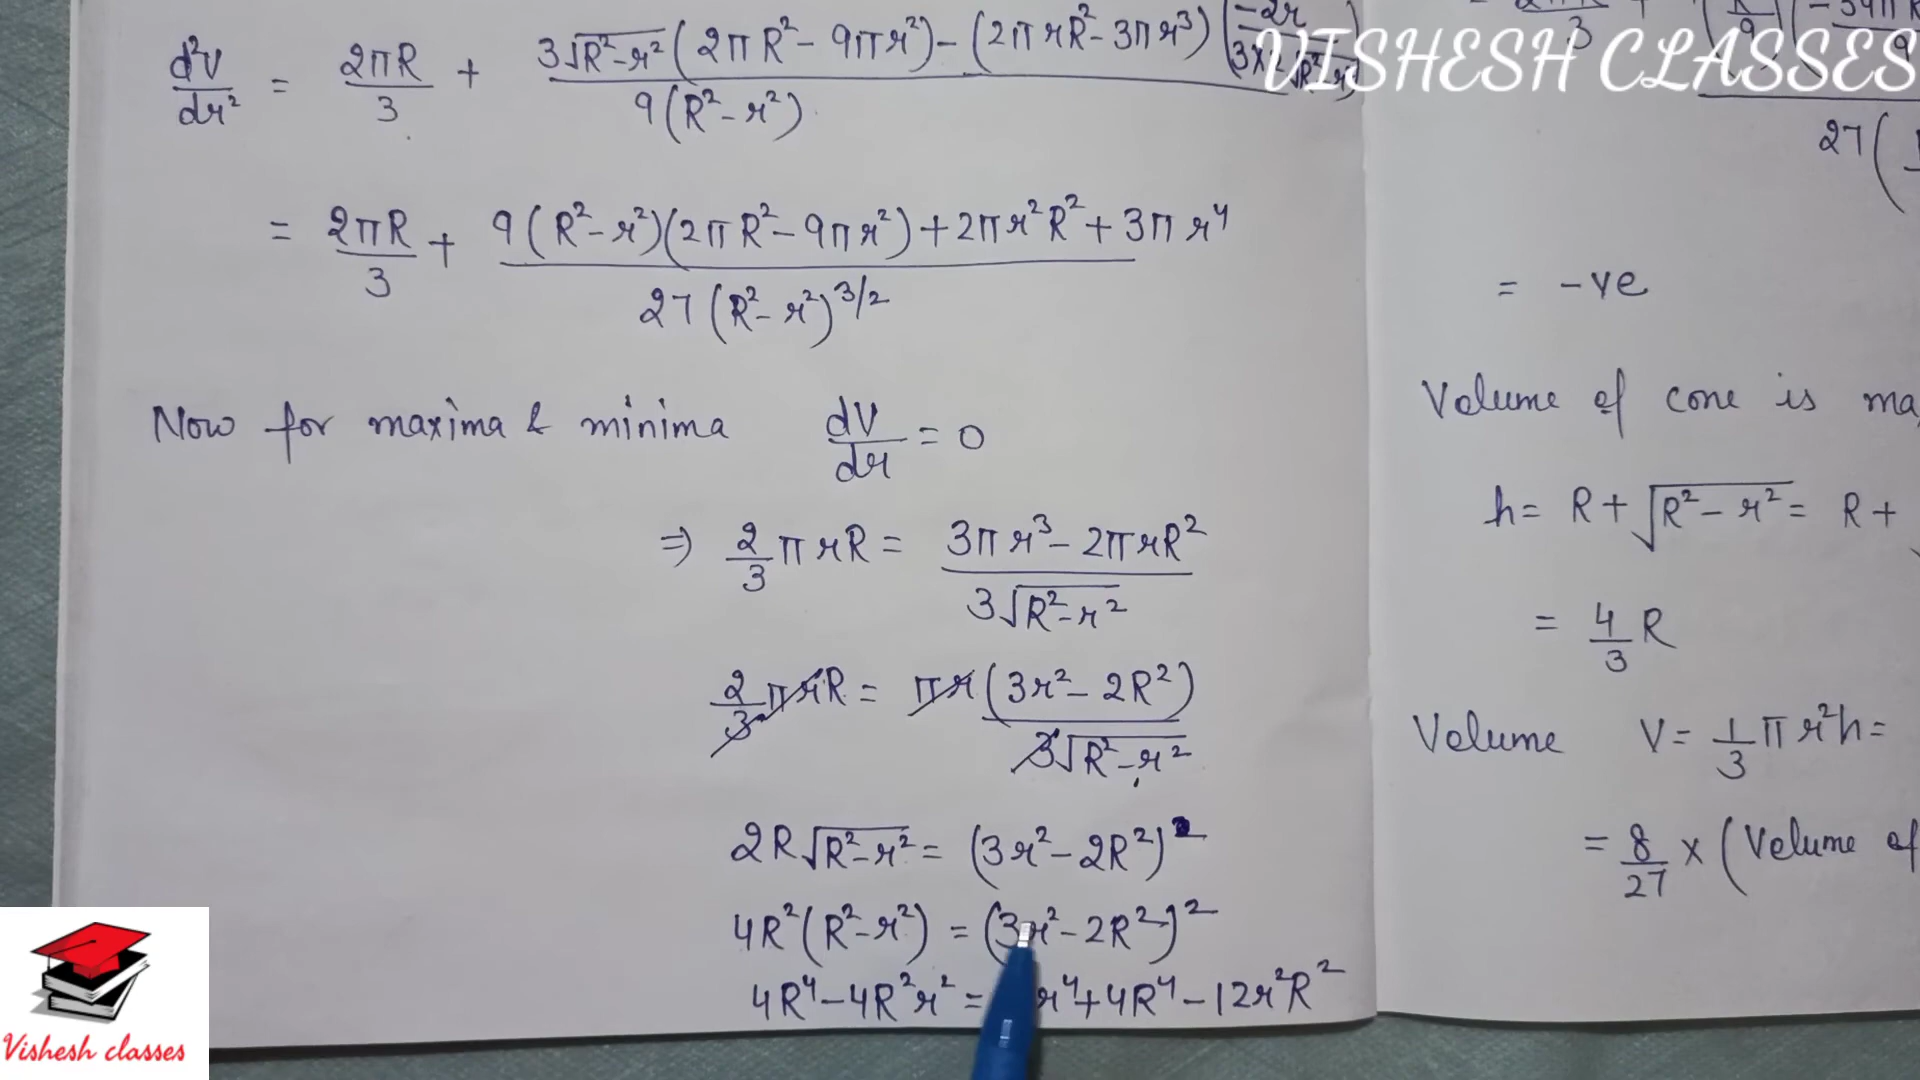 d²V/dr² = 2πR/3 + (3√(R²-r²)(2πR²-9πr²)-(2πrR²-3πr³)(-2r/(3×2√(R²-r²))))/(9(R²-r²))
= 2πR/3 + (9(R²-r²)(2πR²-9πr²)+2πr²R²+3πr⁴)/(27(R²-r²)^(3/2))
Now for maxima & minima dV/dr = 0
⇒ 2/3 πrR = (3πr³-2πrR²)/(3√(R²-r²))
2/3 πrR = πr(3r²-2R²)/(3√(R²-r²))
2R√(R²-r²) = (3r²-2R²)
4R²(R²-r²) = (3r²-2R²)²
4R⁴-4R²r² = r⁴+4R⁴-12r²R²
VISHESH CLASSES
27(
= -ve
Volume of cone is
h = R+√(R²-r²) = R+
= 4/3 R
Volume V = 1/3 πr²h =
= 8/27 × (Volume of
Vishesh classes